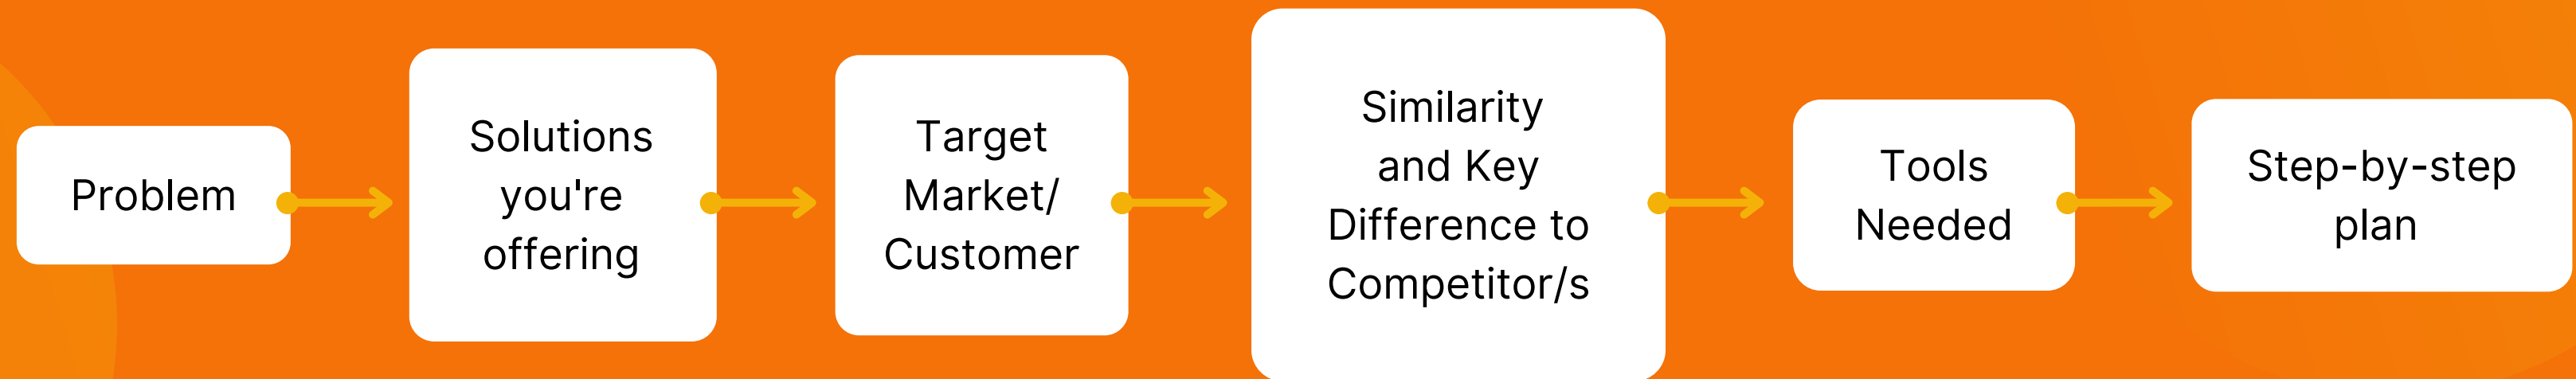 Problem
Solutions
you're
offering
Target
Market/
Customer
Similarity
and Key
Difference to
Competitor/s
Tools
Needed
Step-by-step
plan